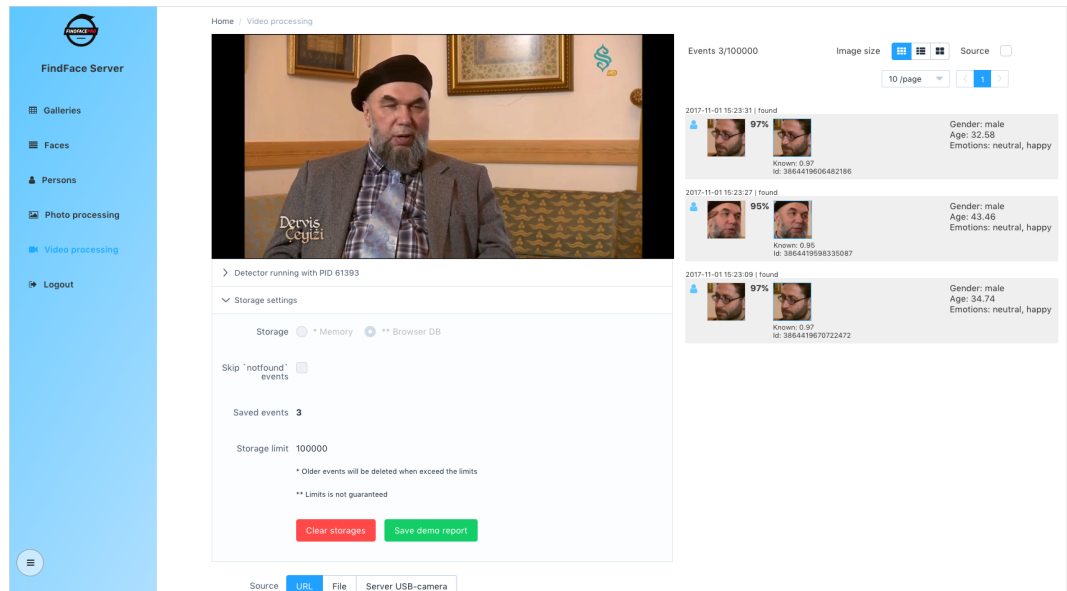 FINDFACEPRO
FindFace Server
Galleries
Faces
Persons
Photo processing
Video processing
Logout
Home / Video processing
Derviş
Çeyizi
Detector running with PID 61393
Storage settings
Storage * Memory ** Browser DB
Skip `notfound`
events
Saved events 3
Storage limit 100000
* Older events will be deleted when exceed the limits
** Limits is not guaranteed
Clear storages Save demo report
Source URL File Server USB-camera
Events 3/100000 Image size Source
10 /page 1
2017-11-01 15:23:31 | found
97%
Known: 0.97
Id: 3864419606482186
Gender: male
Age: 32.58
Emotions: neutral, happy
2017-11-01 15:23:27 | found
95%
Known: 0.95
Id: 3864419598335087
Gender: male
Age: 43.46
Emotions: neutral, happy
2017-11-01 15:23:09 | found
97%
Known: 0.97
Id: 3864419670722472
Gender: male
Age: 34.74
Emotions: neutral, happy